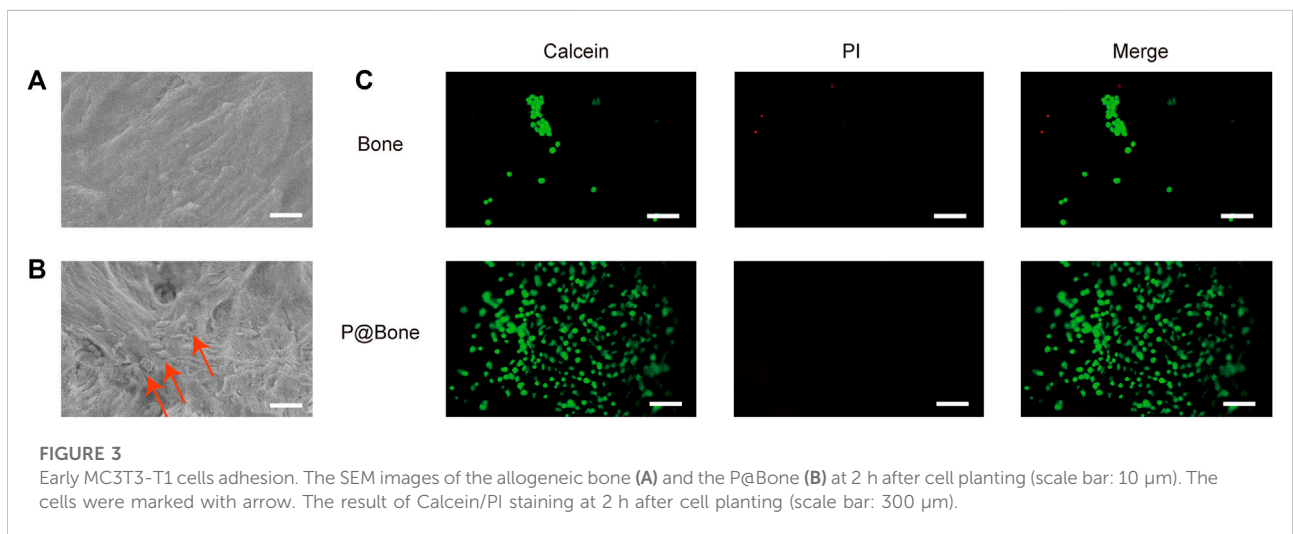 Calcein PI Merge
A C
Bone
B
P@Bone
FIGURE 3
Early MC3T3-T1 cells adhesion. The SEM images of the allogeneic bone (A) and the P@Bone (B) at 2 h after cell planting (scale bar: 10 μm). The
cells were marked with arrow. The result of Calcein/PI staining at 2 h after cell planting (scale bar: 300 μm).